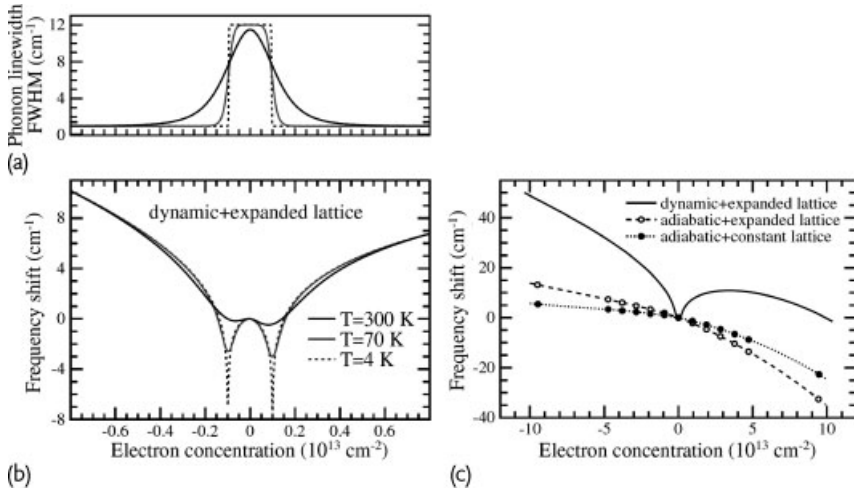 12
8
4
0
Phonon linewidth
FWHM (cm⁻¹)
(a)
8
4
0
-4
-8
Frequency shift (cm⁻¹)
dynamic+expanded lattice
T=300 K
T=70 K
T=4 K
-0.6 -0.4 -0.2 0 0.2 0.4 0.6
Electron concentration (10¹³ cm⁻²)
(b)
40
20
0
-20
-40
Frequency shift (cm⁻¹)
dynamic+expanded lattice
adiabatic+expanded lattice
adiabatic+constant lattice
-10 -5 0 5 10
Electron concentration (10¹³ cm⁻²)
(c)